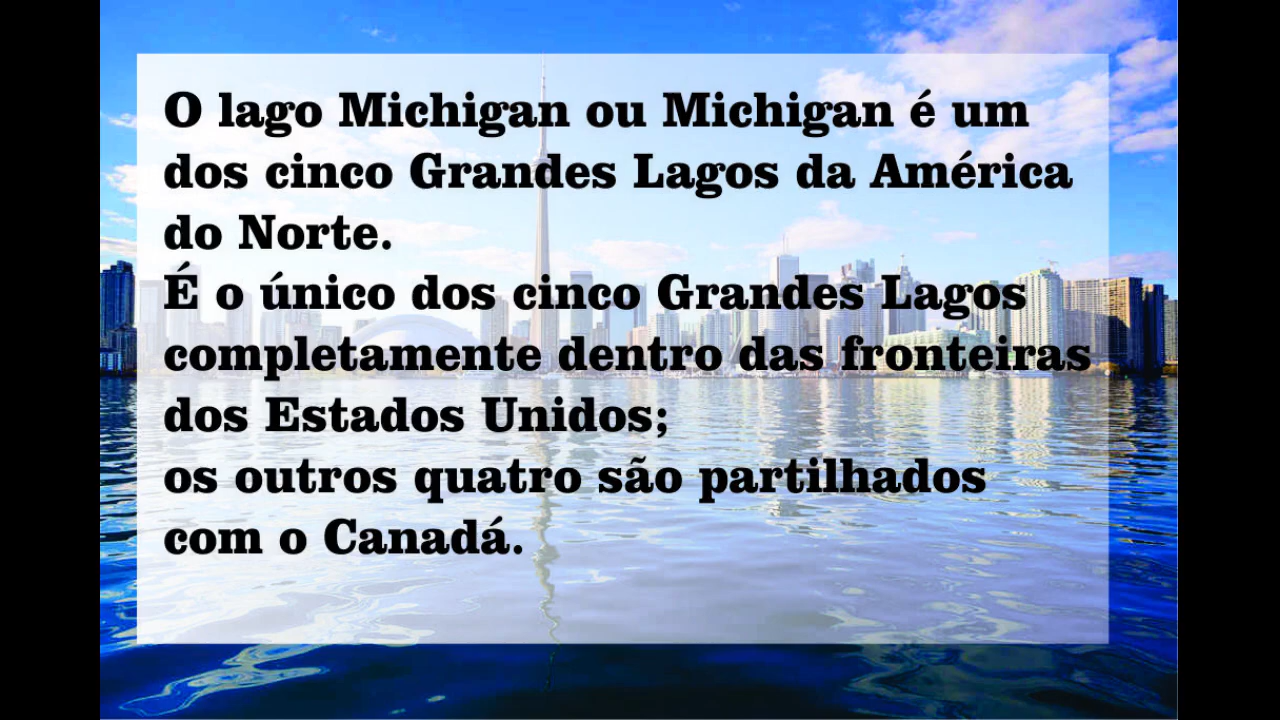 O lago Michigan ou Michigan é um
dos cinco Grandes Lagos da América
do Norte.
É o único dos cinco Grandes Lagos
completamente dentro das fronteiras
dos Estados Unidos;
os outros quatro são partilhados
com o Canadá.